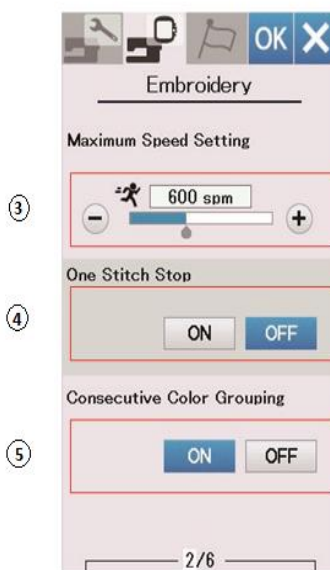 OK X
Embroidery
Maximum Speed Setting
③
600 spm
− +
One Stitch Stop
④
ON OFF
Consecutive Color Grouping
⑤
ON OFF
2/6